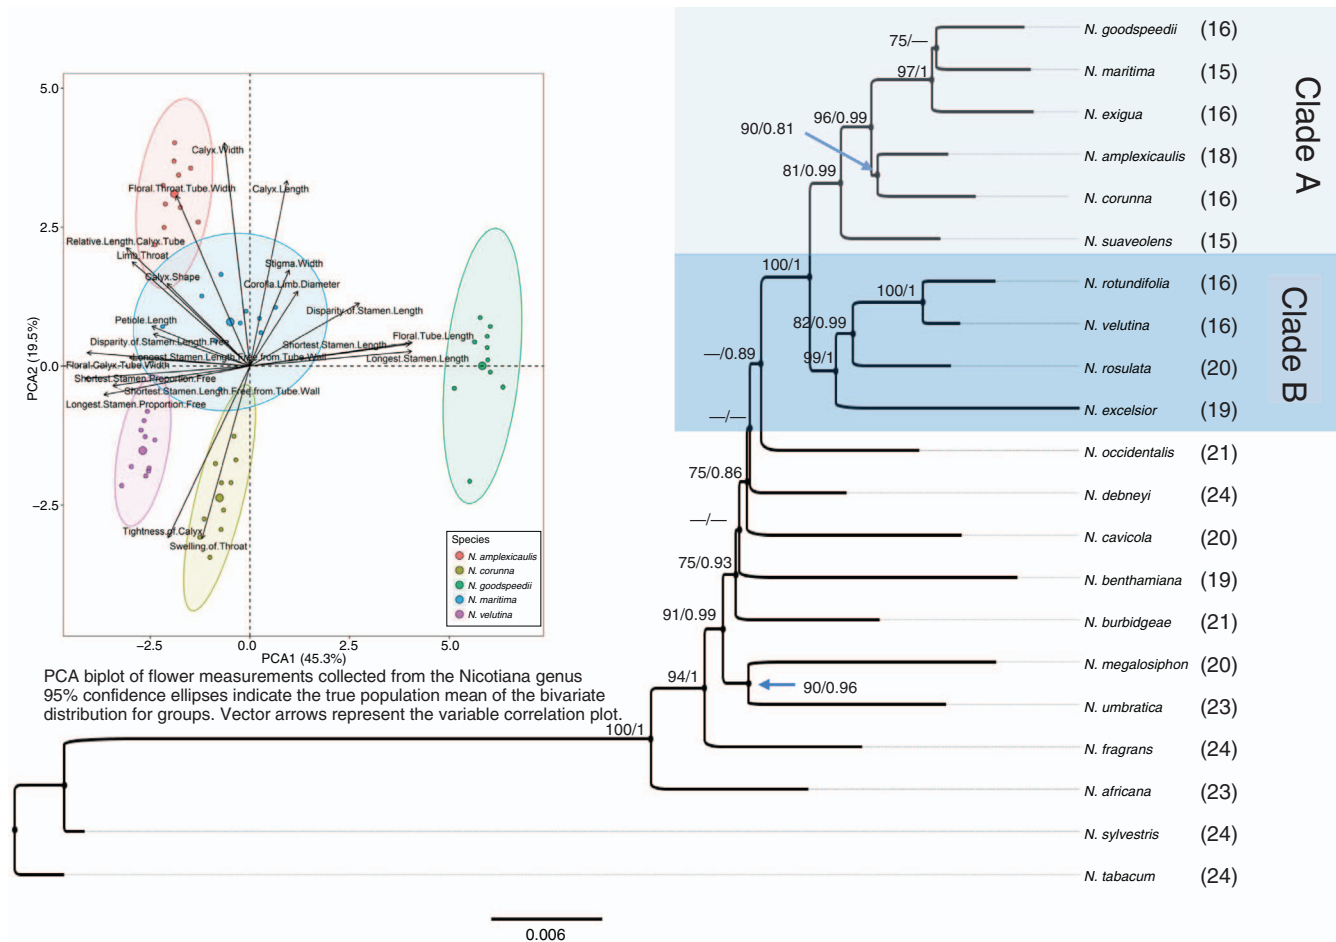 5.0
2.5
0.0
−2.5
PCA2 (19.5%)
Calyx.Width
Floral.Throat.Tube.Width
Calyx.Length
Relative.Length.Calyx.Tube
Limb.Throat
Calyx.Shape
Stigma.Width
Corolla.Limb.Diameter
Disparity.of.Stamen.Length
Petiole.Length
Disparity.of.Stamen.Length.Free
Floral.Tube.Length
Shortest.Stamen.Length
Longest.Stamen.Length.Free.from.Tube.Wall
Longest.Stamen.Length
Floral.Calyx.Tube.Width
Shortest.Stamen.Proportion.Free
Shortest.Stamen.Length.Free.from.Tube.Wall
Longest.Stamen.Proportion.Free
Tightness.of.Calyx
Swelling.of.Throat
Species
N. amplexicaulis
N. corunna
N. goodspeedii
N. maritima
N. velutina
−2.5 0.0 2.5 5.0
PCA1 (45.3%)
PCA biplot of flower measurements collected from the Nicotiana genus
95% confidence ellipses indicate the true population mean of the bivariate
distribution for groups. Vector arrows represent the variable correlation plot.
75/—
97/1
96/0.99
90/0.81
81/0.99
100/1
100/1
82/0.99
99/1
—/0.89
—/—
75/0.86
—/—
75/0.93
91/0.99
90/0.96
94/1
100/1
N. goodspeedii (16)
N. maritima (15)
N. exigua (16)
N. amplexicaulis (18)
N. corunna (16)
N. suaveolens (15)
N. rotundifolia (16)
N. velutina (16)
N. rosulata (20)
N. excelsior (19)
N. occidentalis (21)
N. debneyi (24)
N. cavicola (20)
N. benthamiana (19)
N. burbidgeae (21)
N. megalosiphon (20)
N. umbratica (23)
N. fragrans (24)
N. africana (23)
N. sylvestris (24)
N. tabacum (24)
Clade A
Clade B
0.006